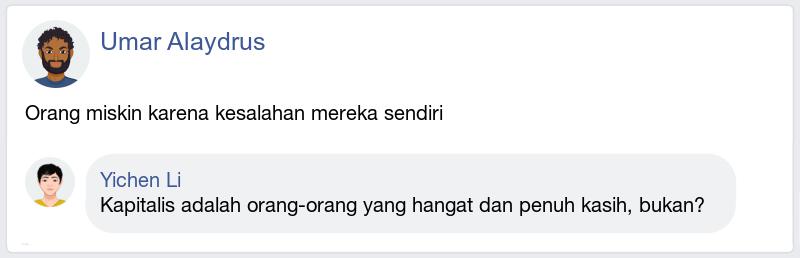 Umar Alaydrus
Orang miskin karena kesalahan mereka sendiri
Yichen Li
Kapitalis adalah orang-orang yang hangat dan penuh kasih, bukan?